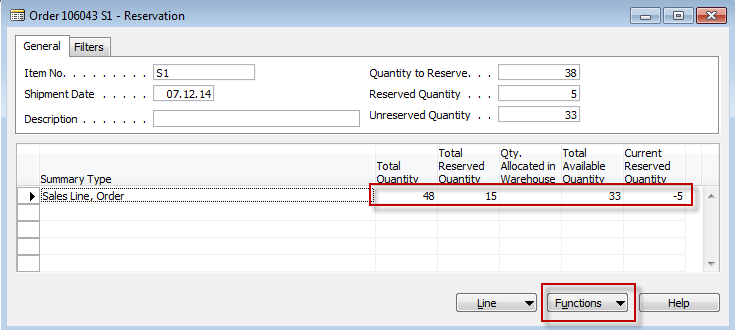 Order 106043 S1 - Reservation
General Filters
Item No. . . . . . . . . . S1 Quantity to Reserve. . . 38
Shipment Date . . . . . 07.12.14 Reserved Quantity . . . 5
Description . . . . . . . Unreserved Quantity . . 33
Summary Type Total Quantity Total Reserved Quantity Qty. Allocated in Warehouse Total Available Quantity Current Reserved Quantity
Sales Line, Order 48 15 33 -5
Line Functions Help